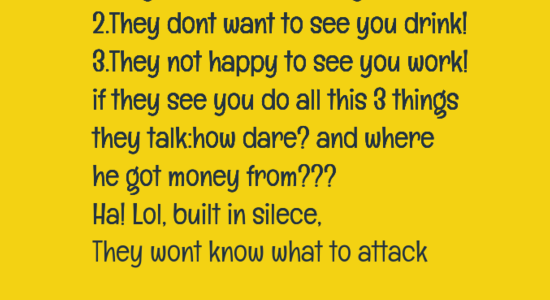 2.They dont want to see you drink!
3.They not happy to see you work!
if they see you do all this 3 things
they talk:how dare? and where
he got money from???
Ha! Lol, built in silece,
They wont know what to attack